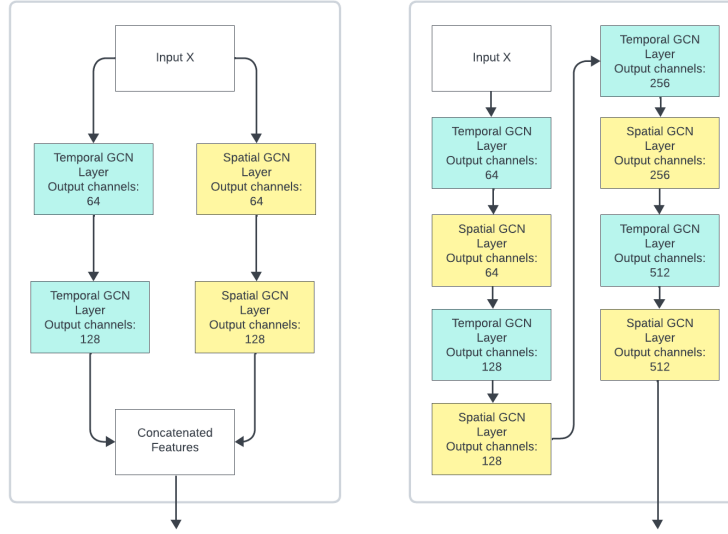 Input X
Temporal GCN
Layer
Output channels:
64
Spatial GCN
Layer
Output channels:
64
Temporal GCN
Layer
Output channels:
128
Spatial GCN
Layer
Output channels:
128
Concatenated
Features
Input X
Temporal GCN
Layer
Output channels:
64
Spatial GCN
Layer
Output channels:
64
Temporal GCN
Layer
Output channels:
128
Spatial GCN
Layer
Output channels:
128
Temporal GCN
Layer
Output channels:
256
Spatial GCN
Layer
Output channels:
256
Temporal GCN
Layer
Output channels:
512
Spatial GCN
Layer
Output channels:
512